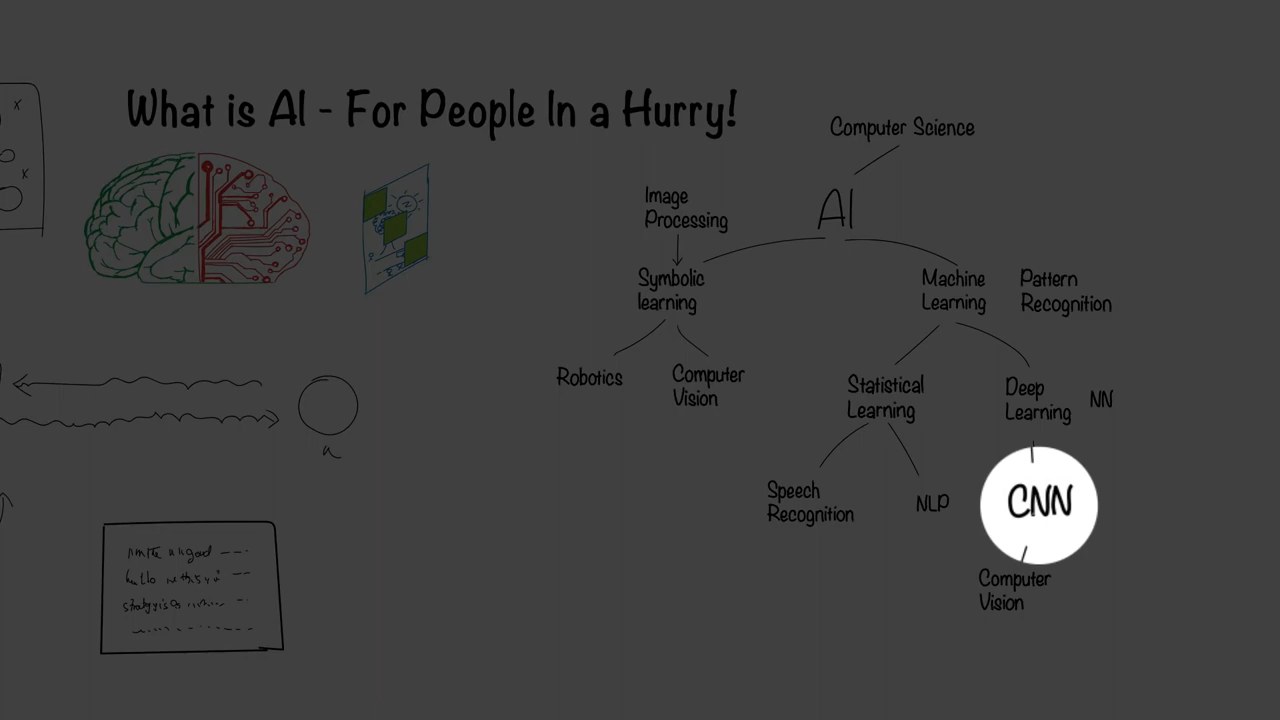 What is AI - For People In a Hurry!
Computer Science
AI
Image
Processing
Symbolic
learning
Machine
Learning
Pattern
Recognition
Robotics
Computer
Vision
Statistical
Learning
Deep
Learning
NN
Speech
Recognition
NLP
CNN
Computer
Vision
x
x